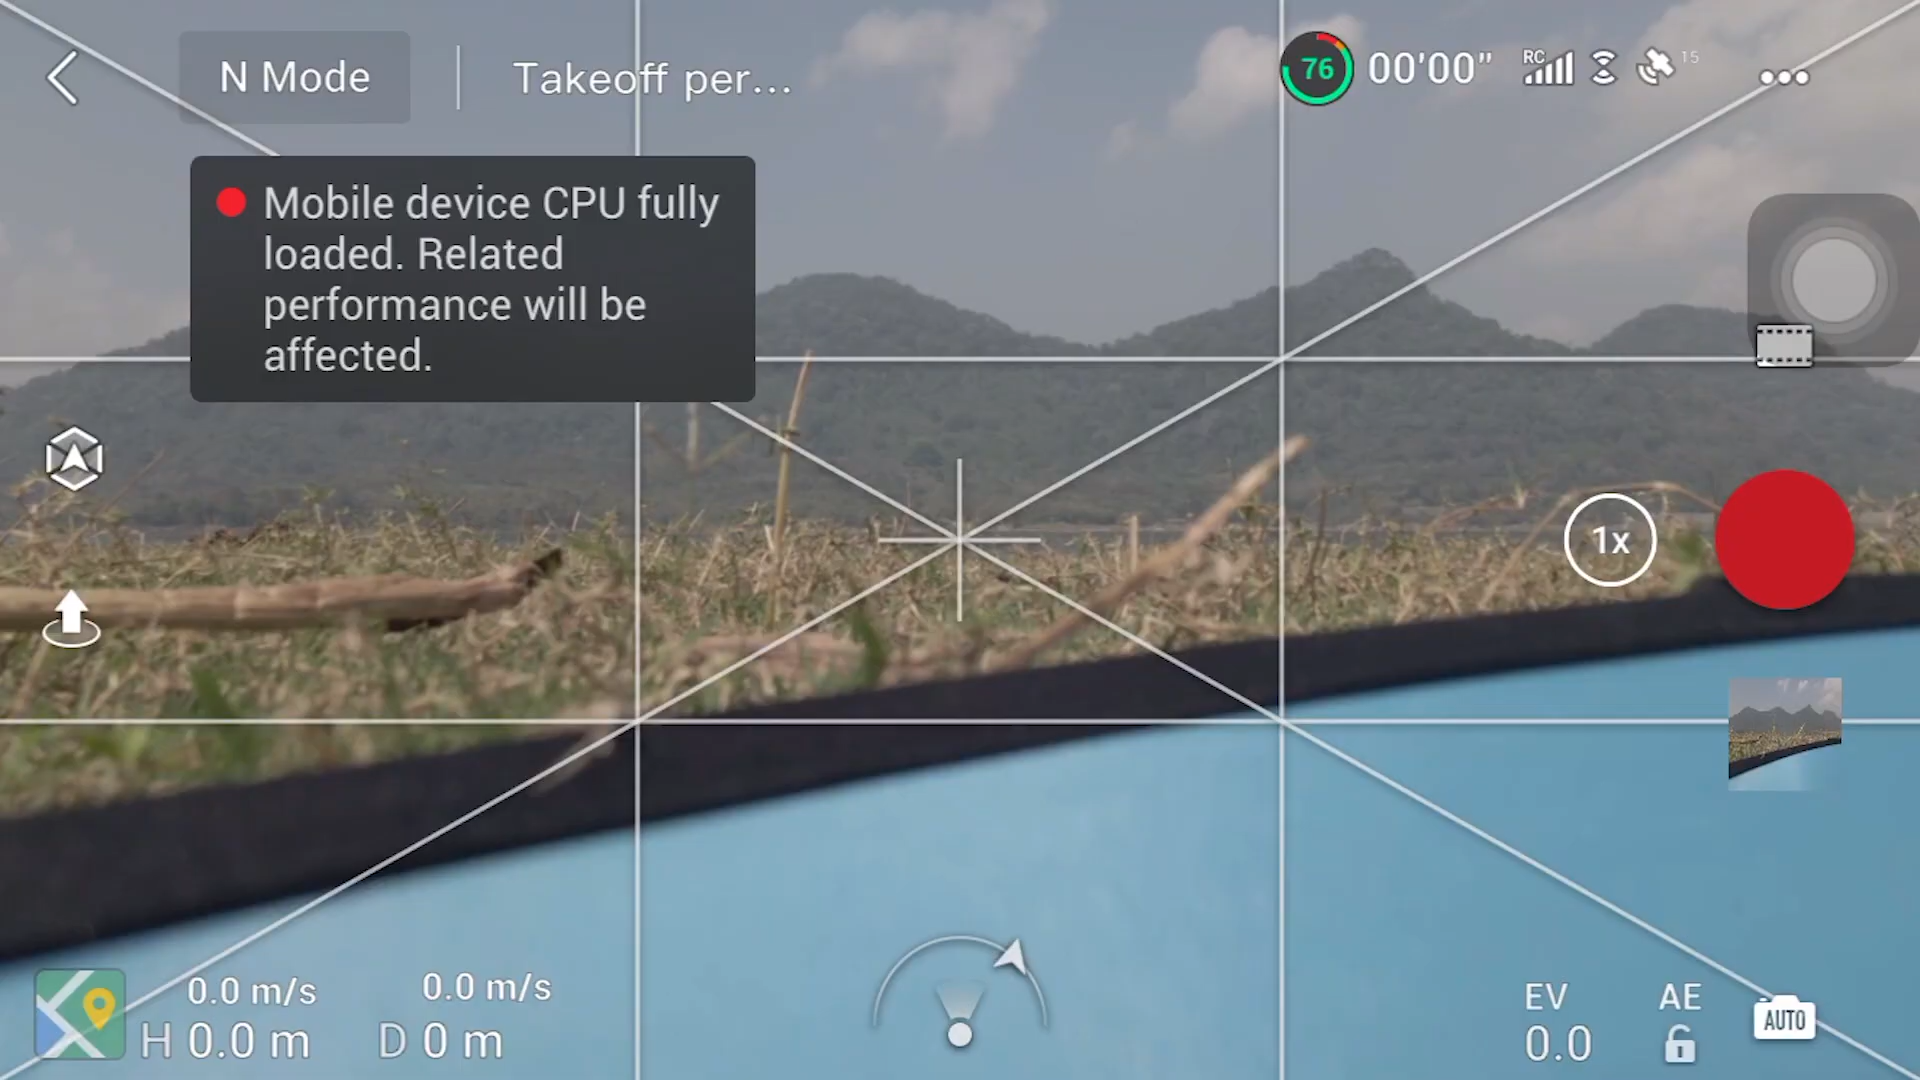 N Mode
Takeoff per...
76
00'00"
RC
15
Mobile device CPU fully
loaded. Related
performance will be
affected.
1x
0.0 m/s
0.0 m/s
H 0.0 m
D 0 m
EV
0.0
AE
AUTO